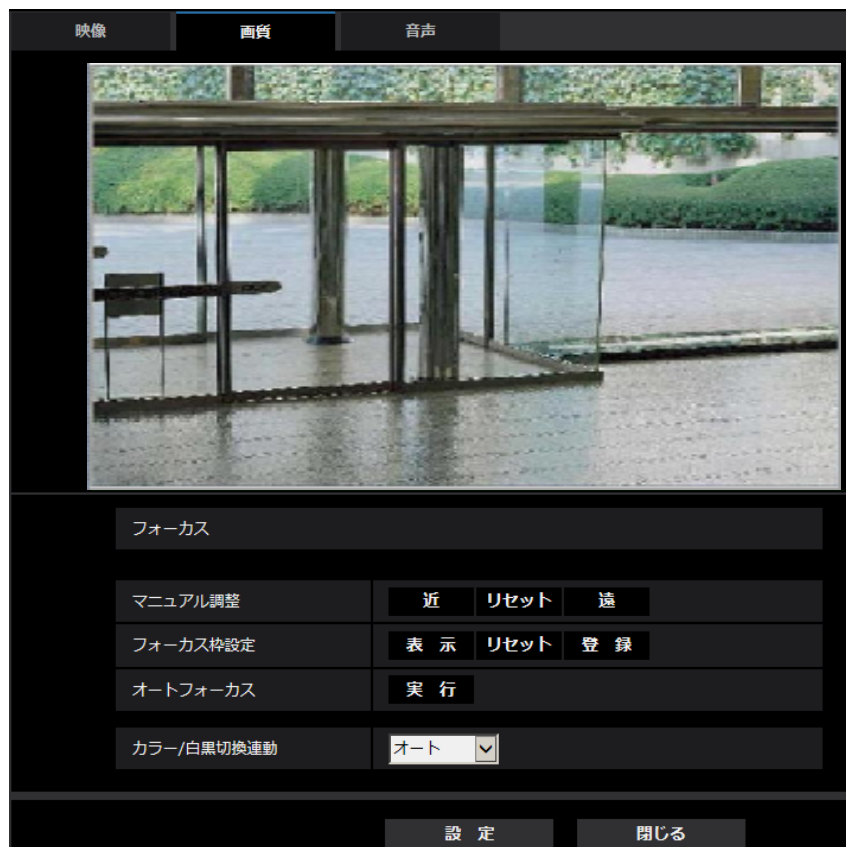 映像 画質 音声
フォーカス
マニュアル調整 近 リセット 遠
フォーカス枠設定 表 示 リセット 登 録
オートフォーカス 実 行
カラー/白黒切換連動 オート
設 定 閉じる